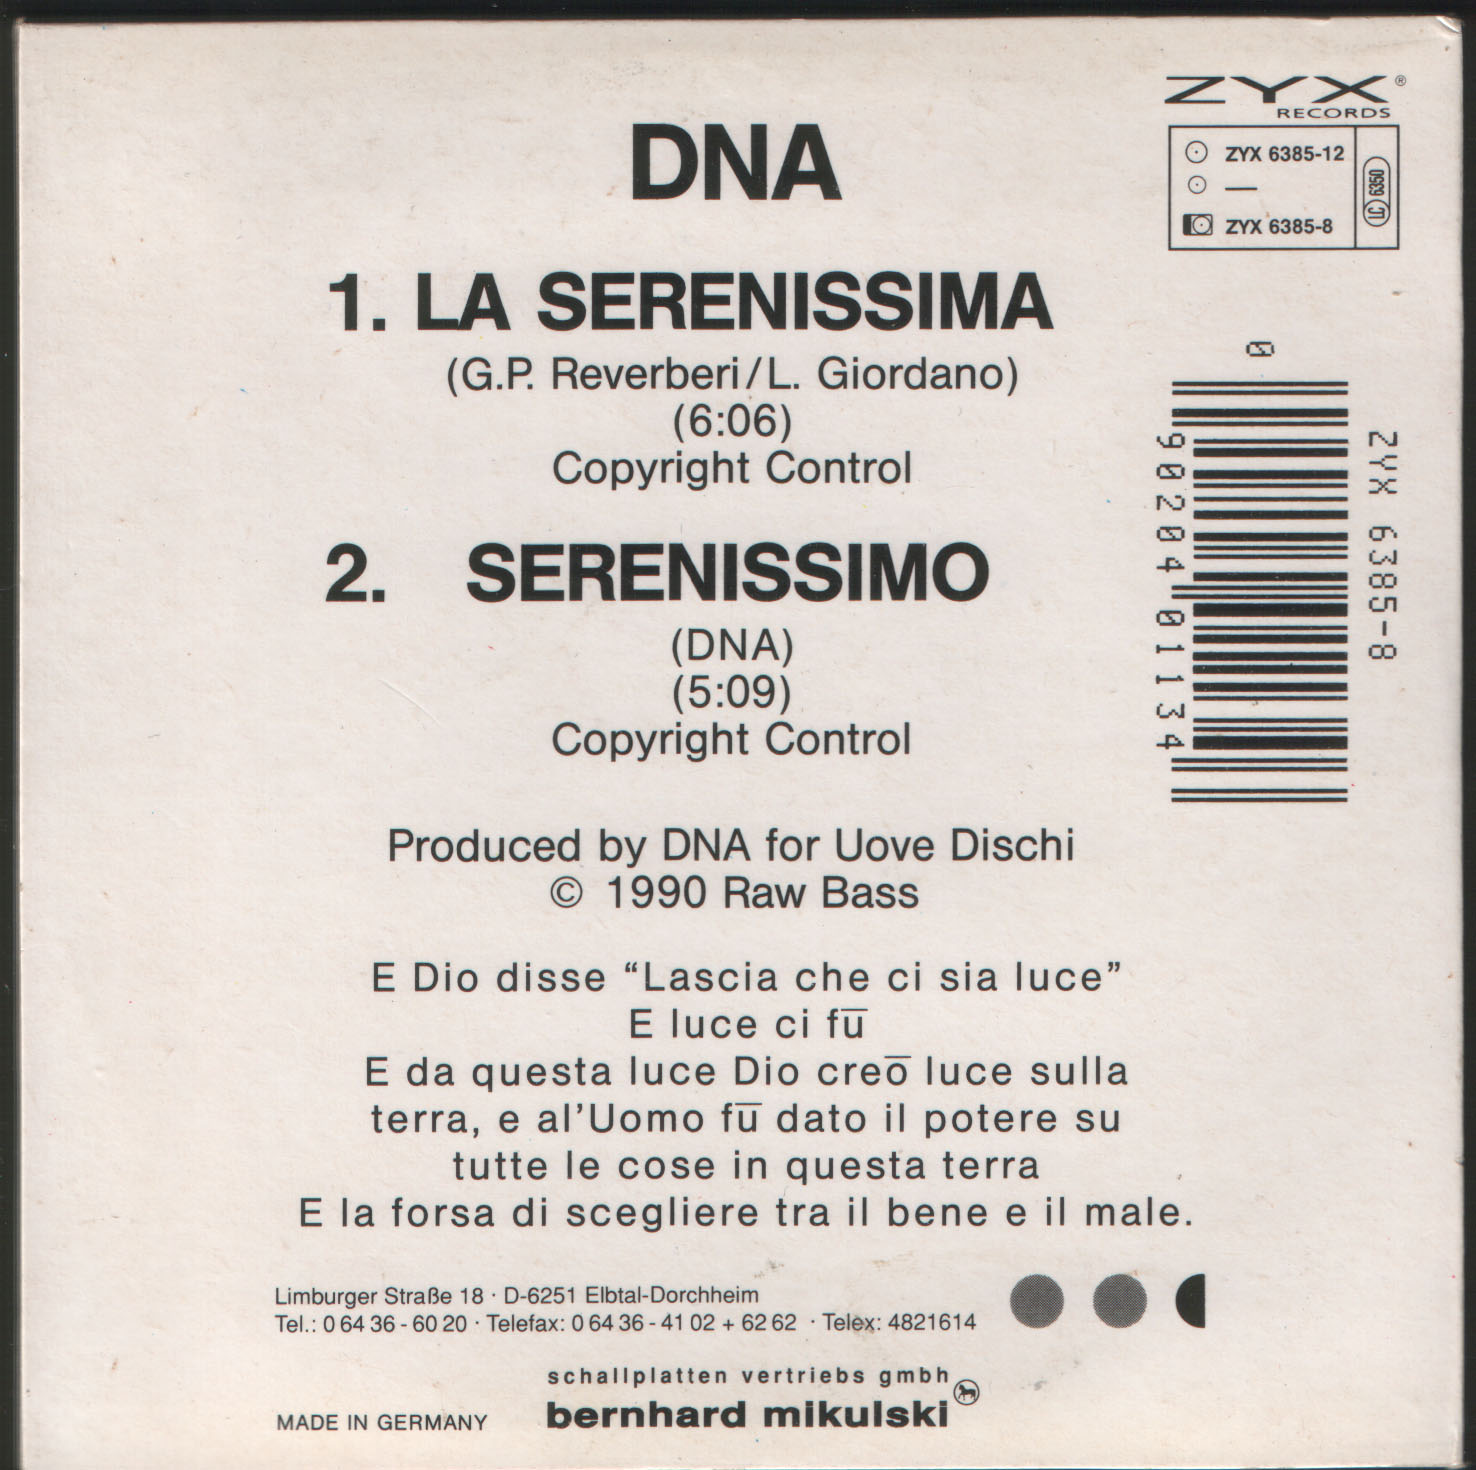 ZYX ®
RECORDS
ZYX 6385-12
—
ZYX 6385-8
LC 6350
DNA
1. LA SERENISSIMA
(G.P. Reverberi/L. Giordano)
(6:06)
Copyright Control
2. SERENISSIMO
(DNA)
(5:09)
Copyright Control
0
90204 01134
ZYX 6385-8
Produced by DNA for Uove Dischi
© 1990 Raw Bass
E Dio disse “Lascia che ci sia luce”
E luce ci fū
E da questa luce Dio creō luce sulla
terra, e al’Uomo fū dato il potere su
tutte le cose in questa terra
E la forsa di scegliere tra il bene e il male.
Limburger Straße 18 · D-6251 Elbtal-Dorchheim
Tel.: 0 64 36 - 60 20 · Telefax: 0 64 36 - 41 02 + 62 62 · Telex: 4821614
schallplatten vertriebs gmbh
bernhard mikulski
MADE IN GERMANY